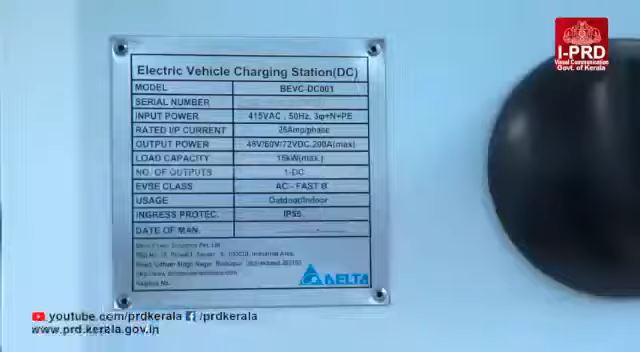 I-PRD
Visual Communication
Govt. of Kerala
Electric Vehicle Charging Station(DC)
MODEL BEVC-DC001
SERIAL NUMBER
INPUT POWER 415VAC , 50Hz, 3φ+N+PE
RATED I/P CURRENT 26Amp/phase
OUTPUT POWER 48V/60V/72VDC,200A(max)
LOAD CAPACITY 15kW(max.)
NO. OF OUTPUTS 1-DC
EVSE CLASS AC - FAST B
USAGE Outdoor/Indoor
INGRESS PROTEC. IP55
DATE OF MAN.
Industrial Area
DELTA
youtube.com/prdkerala /prdkerala
www.prd.kerala.gov.in